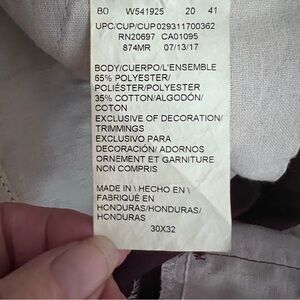 80 W541925 20 41
UPC/CUP/CUP029311700362
RN20697 CA01095
874MR 07/13/17
BODY/CUERPO/L'ENSEMBLE
65% POLYESTER/
POLIÉSTER/POLYESTER
35% COTTON/ALGODÓN/
COTON
EXCLUSIVE OF DECORATION/
TRIMMINGS
EXCLUSIVO PARA
DECORACIÓN/ ADORNOS
ORNEMENT ET GARNITURE
NON COMPRIS
MADE IN \ HECHO EN \
FABRIQUÉ EN
HONDURAS/HONDURAS/
HONDURAS
30X32